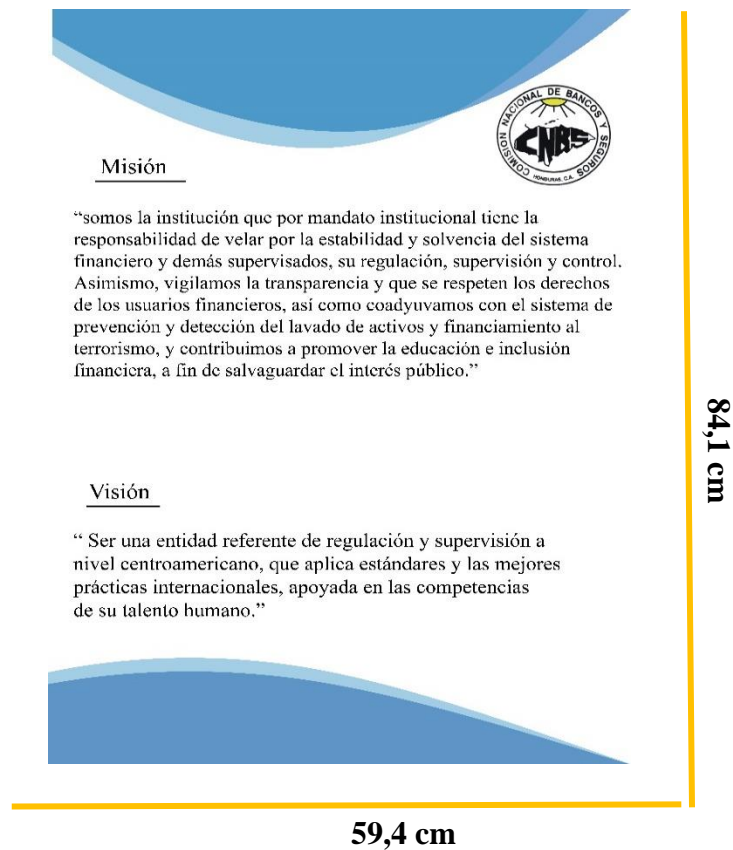 COMISION NACIONAL DE BANCOS Y SEGUROS
CNBS
HONDURAS, C.A.
Misión
“somos la institución que por mandato institucional tiene la
responsabilidad de velar por la estabilidad y solvencia del sistema
financiero y demás supervisados, su regulación, supervisión y control.
Asimismo, vigilamos la transparencia y que se respeten los derechos
de los usuarios financieros, así como coadyuvamos con el sistema de
prevención y detección del lavado de activos y financiamiento al
terrorismo, y contribuimos a promover la educación e inclusión
financiera, a fin de salvaguardar el interés público.”
Visión
“ Ser una entidad referente de regulación y supervisión a
nivel centroamericano, que aplica estándares y las mejores
prácticas internacionales, apoyada en las competencias
de su talento humano.”
84,1 cm
59,4 cm